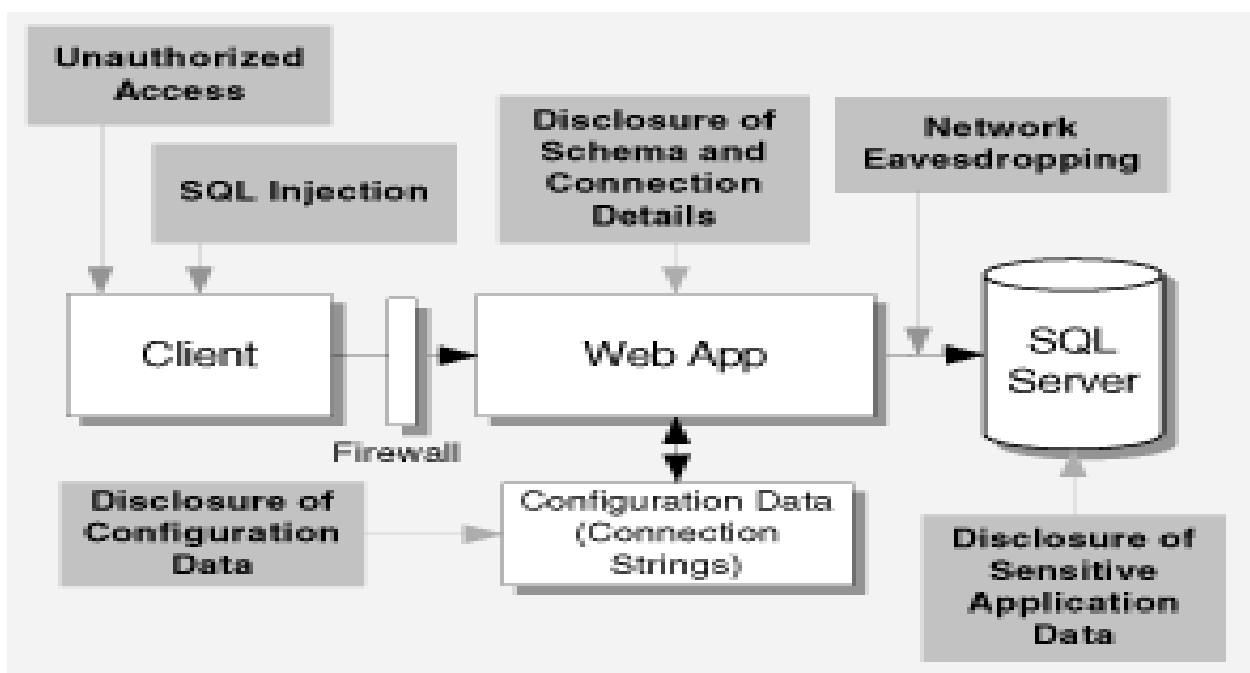 Unauthorized
Access
SQL Injection
Disclosure of
Schema and
Connection
Details
Network
Eavesdropping
Client
Firewall
Web App
SQL
Server
Disclosure of
Configuration
Data
Configuration Data
(Connection
Strings)
Disclosure of
Sensitive
Application
Data